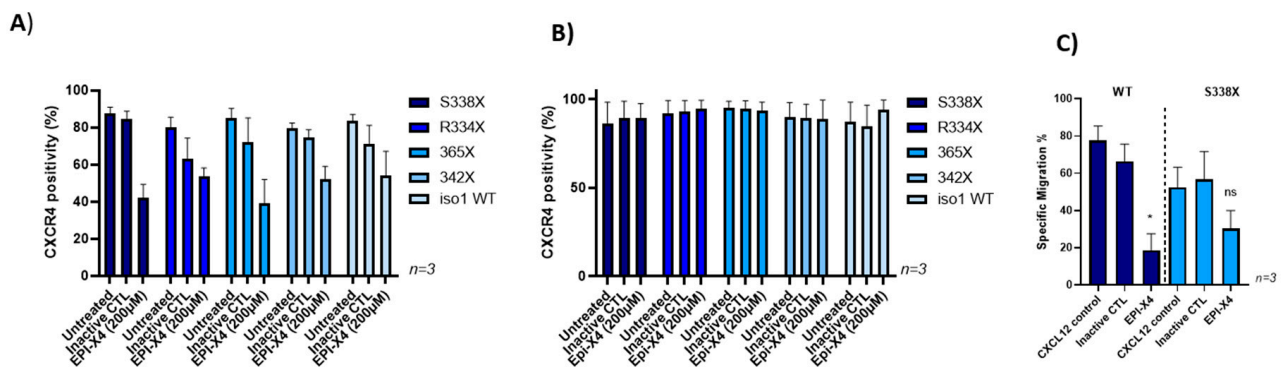 A)
CXCR4 positivity (%)
100
80
60
40
20
0
Untreated
Inactive CTL
EPI-X4 (200µM)
Untreated
Inactive CTL
EPI-X4 (200µM)
Untreated
Inactive CTL
EPI-X4 (200µM)
Untreated
Inactive CTL
EPI-X4 (200µM)
Untreated
Inactive CTL
EPI-X4 (200µM)
S338X
R334X
365X
342X
iso1 WT
n=3
B)
CXCR4 positivity (%)
100
50
0
Untreated
Inactive CTL
EpI-X4 (200µM)
Untreated
Inactive CTL
EpI-X4 (200µM)
Untreated
Inactive CTL
EpI-X4 (200µM)
Untreated
Inactive CTL
EpI-X4 (200µM)
Untreated
Inactive CTL
EpI-X4 (200µM)
S338X
R334X
365X
342X
iso1 WT
n=3
C)
WT
S338X
Specific Migration %
100
80
60
40
20
0
*
ns
CXCL12 control
Inactive CTL
EPI-X4
CXCL12 control
Inactive CTL
EPI-X4
n=3